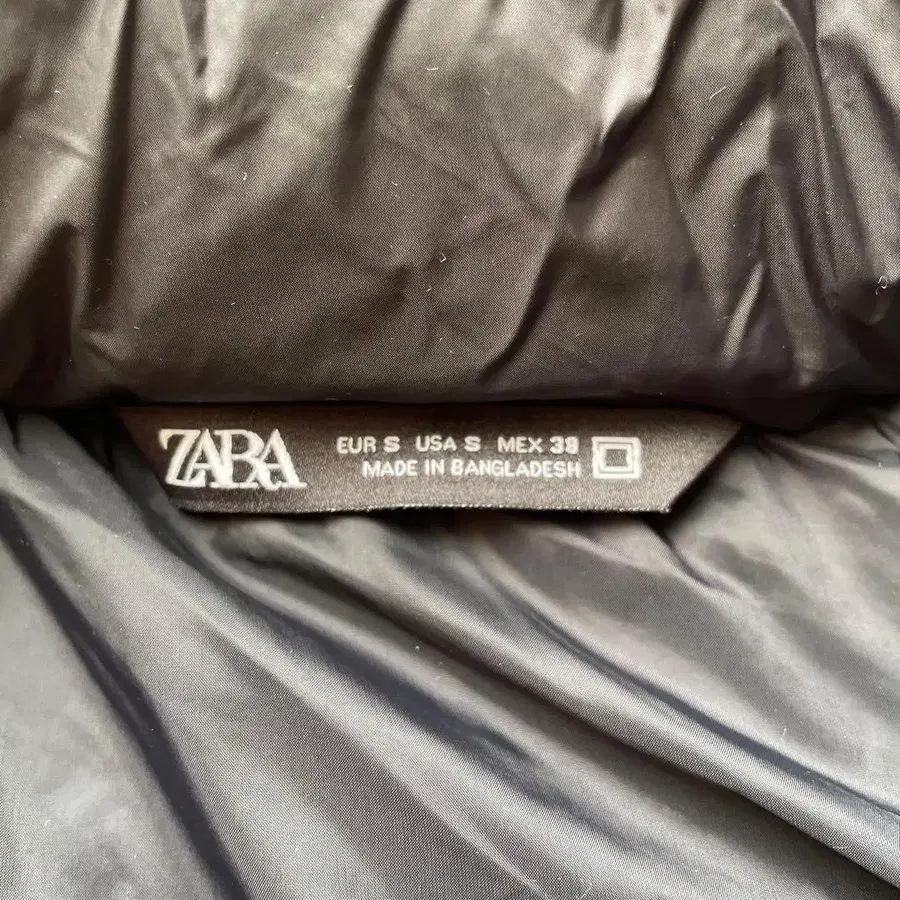 ZARA
EUR S USA S MEX 38
MADE IN BANGLADESH